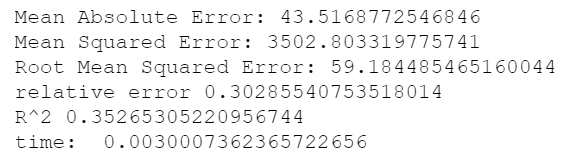 Mean Absolute Error: 43.5168772546846
Mean Squared Error: 3502.803319775741
Root Mean Squared Error: 59.184485465160044
relative error 0.30285540753518014
R^2 0.35265305220956744
time:  0.0030007362365722656